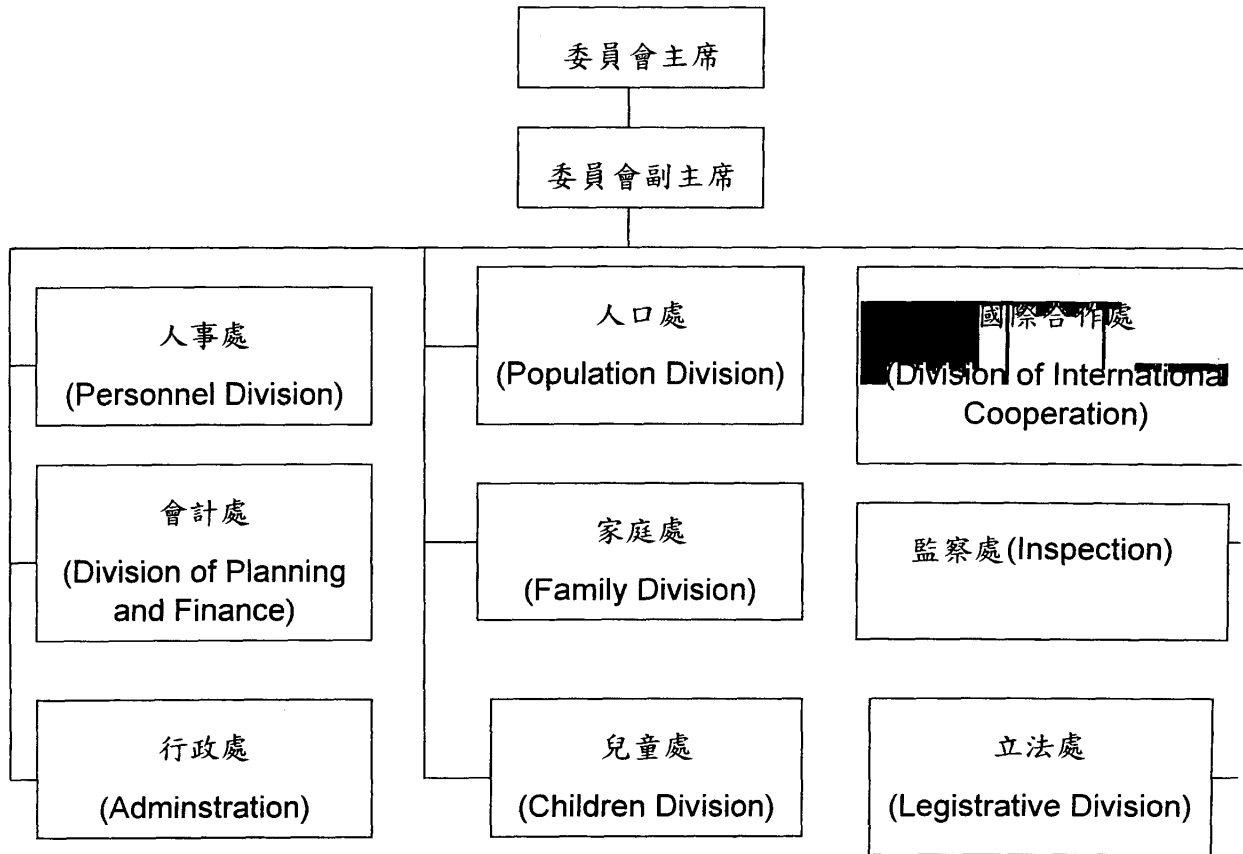 委員會主席
委員會副主席
人事處
(Personnel Division)
人口處
(Population Division)
國際合作處
(Division of International
Cooperation)
會計處
(Division of Planning
and Finance)
家庭處
(Family Division)
監察處(Inspection)
行政處
(Adminstration)
兒童處
(Children Division)
立法處
(Legistrative Division)